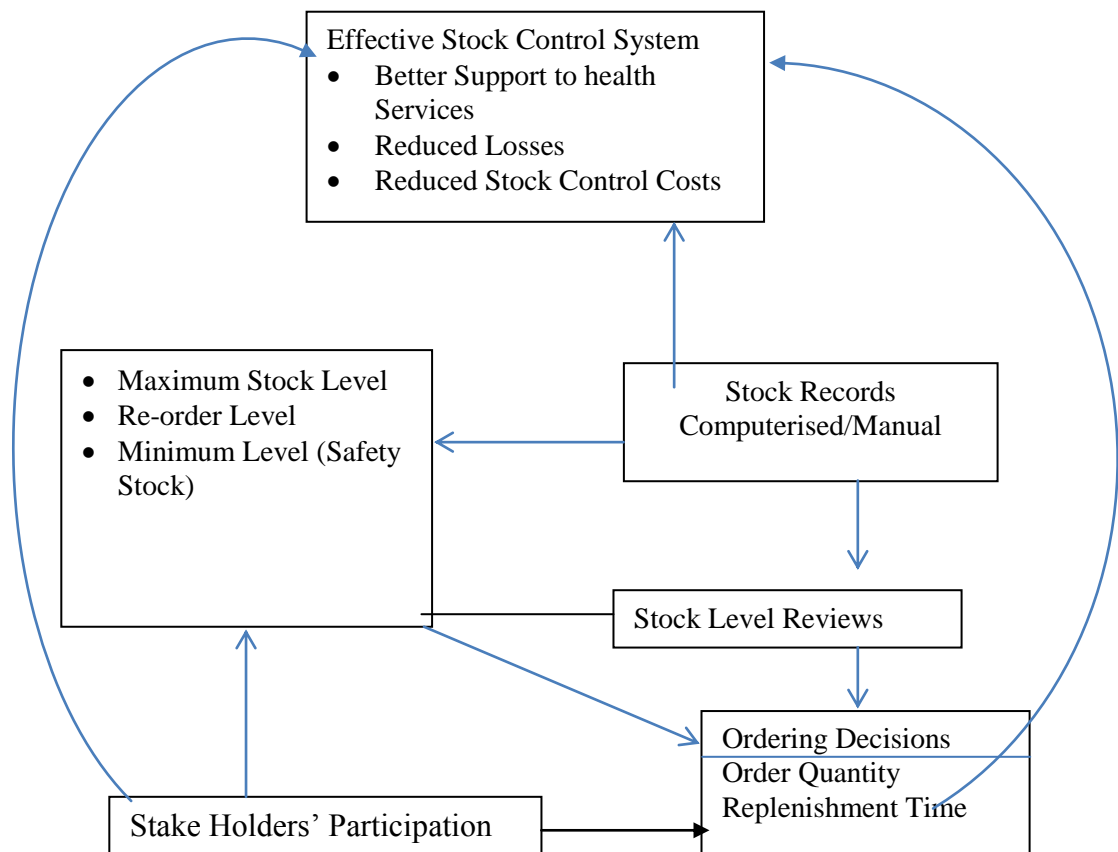 Effective Stock Control System
• Better Support to health
Services
• Reduced Losses
• Reduced Stock Control Costs
• Maximum Stock Level
• Re-order Level
• Minimum Level (Safety
Stock)
Stock Records
Computerised/Manual
Stock Level Reviews
Ordering Decisions
Order Quantity
Replenishment Time
Stake Holders’ Participation